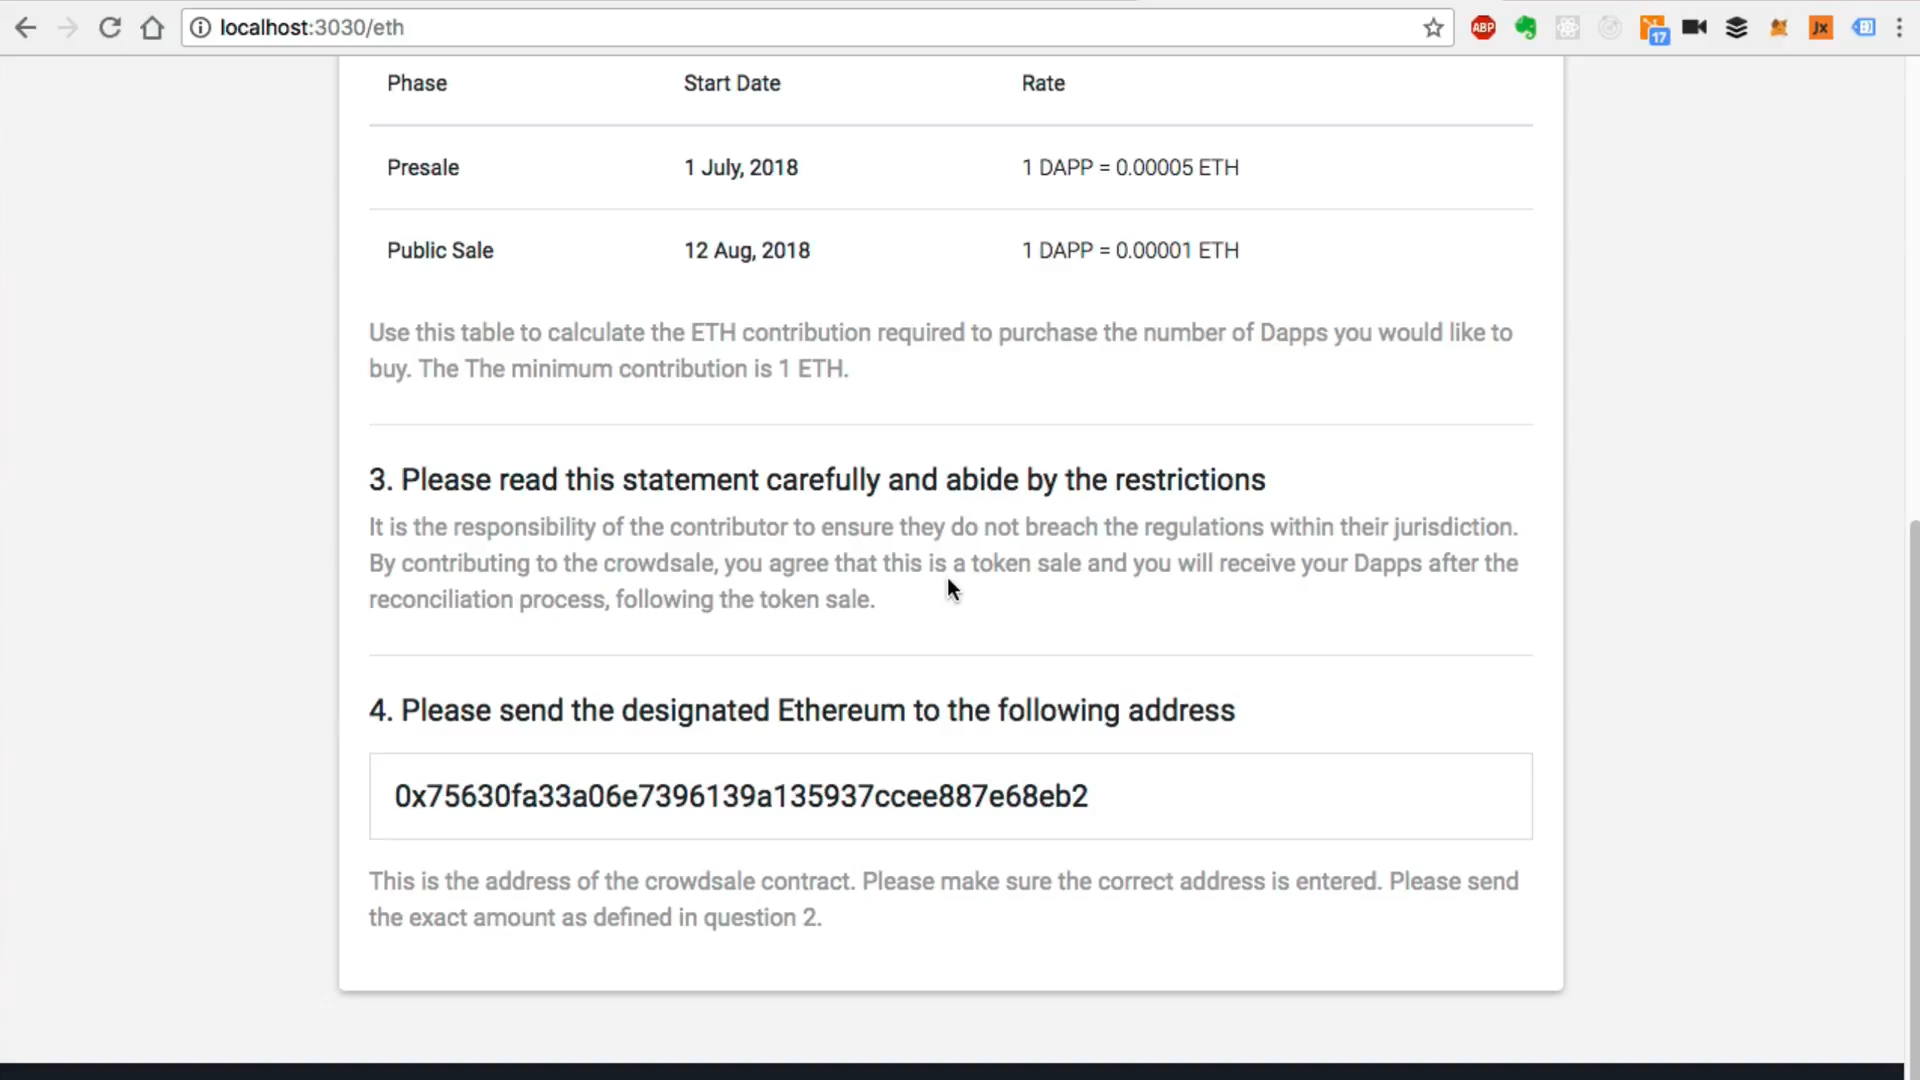 localhost:3030/eth
ABP
17
Jx
Phase Start Date Rate
Presale 1 July, 2018 1 DAPP = 0.00005 ETH
Public Sale 12 Aug, 2018 1 DAPP = 0.00001 ETH
Use this table to calculate the ETH contribution required to purchase the number of Dapps you would like to
buy. The The minimum contribution is 1 ETH.
3. Please read this statement carefully and abide by the restrictions
It is the responsibility of the contributor to ensure they do not breach the regulations within their jurisdiction.
By contributing to the crowdsale, you agree that this is a token sale and you will receive your Dapps after the
reconciliation process, following the token sale.
4. Please send the designated Ethereum to the following address
0x75630fa33a06e7396139a135937ccee887e68eb2
This is the address of the crowdsale contract. Please make sure the correct address is entered. Please send
the exact amount as defined in question 2.